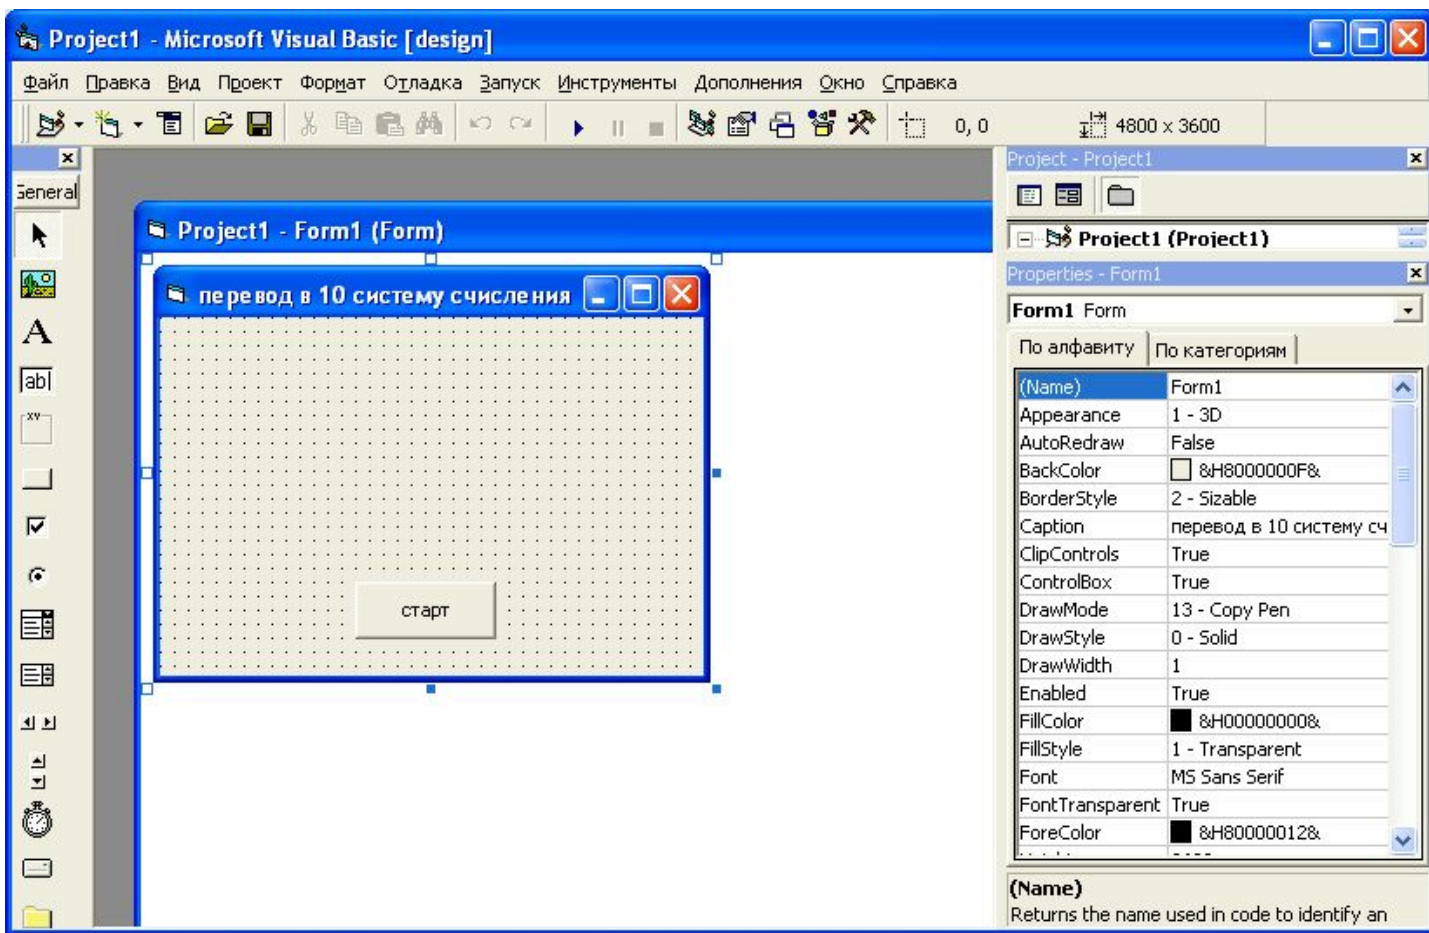 Project1 - Microsoft Visual Basic [design]
Файл Правка Вид Проект Формат Отладка Запуск Инструменты Дополнения Окно Справка
0, 0 4800 x 3600
General
A
ab
xy
Project1 - Form1 (Form)
перевод в 10 систему счисления
старт
Project - Project1
Project1 (Project1)
Properties - Form1
Form1 Form
По алфавиту По категориям
(Name) Form1
Appearance 1 - 3D
AutoRedraw False
BackColor &H8000000F&
BorderStyle 2 - Sizable
Caption перевод в 10 систему сч
ClipControls True
ControlBox True
DrawMode 13 - Copy Pen
DrawStyle 0 - Solid
DrawWidth 1
Enabled True
FillColor &H00000000&
FillStyle 1 - Transparent
Font MS Sans Serif
FontTransparent True
ForeColor &H80000012&
(Name)
Returns the name used in code to identify an